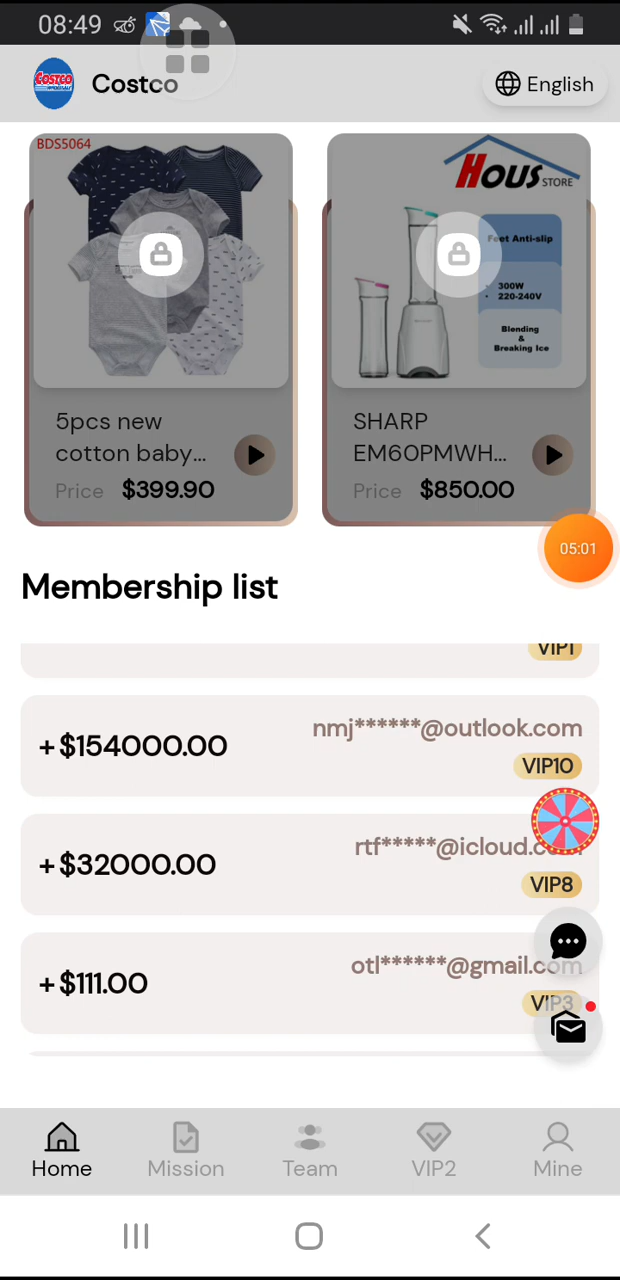 08:49
COSTCO
WHOLESALE
Costco
English
BDS5064
HOUS STORE
Feet Anti-slip
300W
220-240V
Blending
&
Breaking Ice
5pcs new
cotton baby...
Price $399.90
SHARP
EM60PMWH...
Price $850.00
05:01
Membership list
VIP1
+$154000.00
nmj******@outlook.com
VIP10
+$32000.00
rtf*****@icloud.c
VIP8
+$111.00
otl******@gmail.com
VIP3
Home
Mission
Team
VIP2
Mine